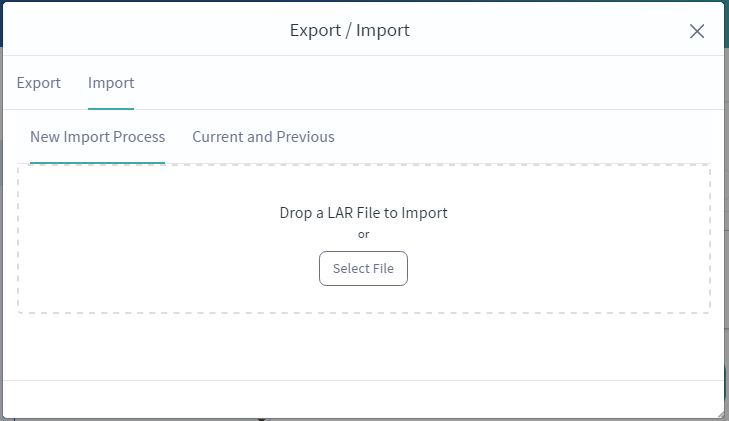 Export / Import
Export Import
New Import Process Current and Previous
Drop a LAR File to Import
or
Select File